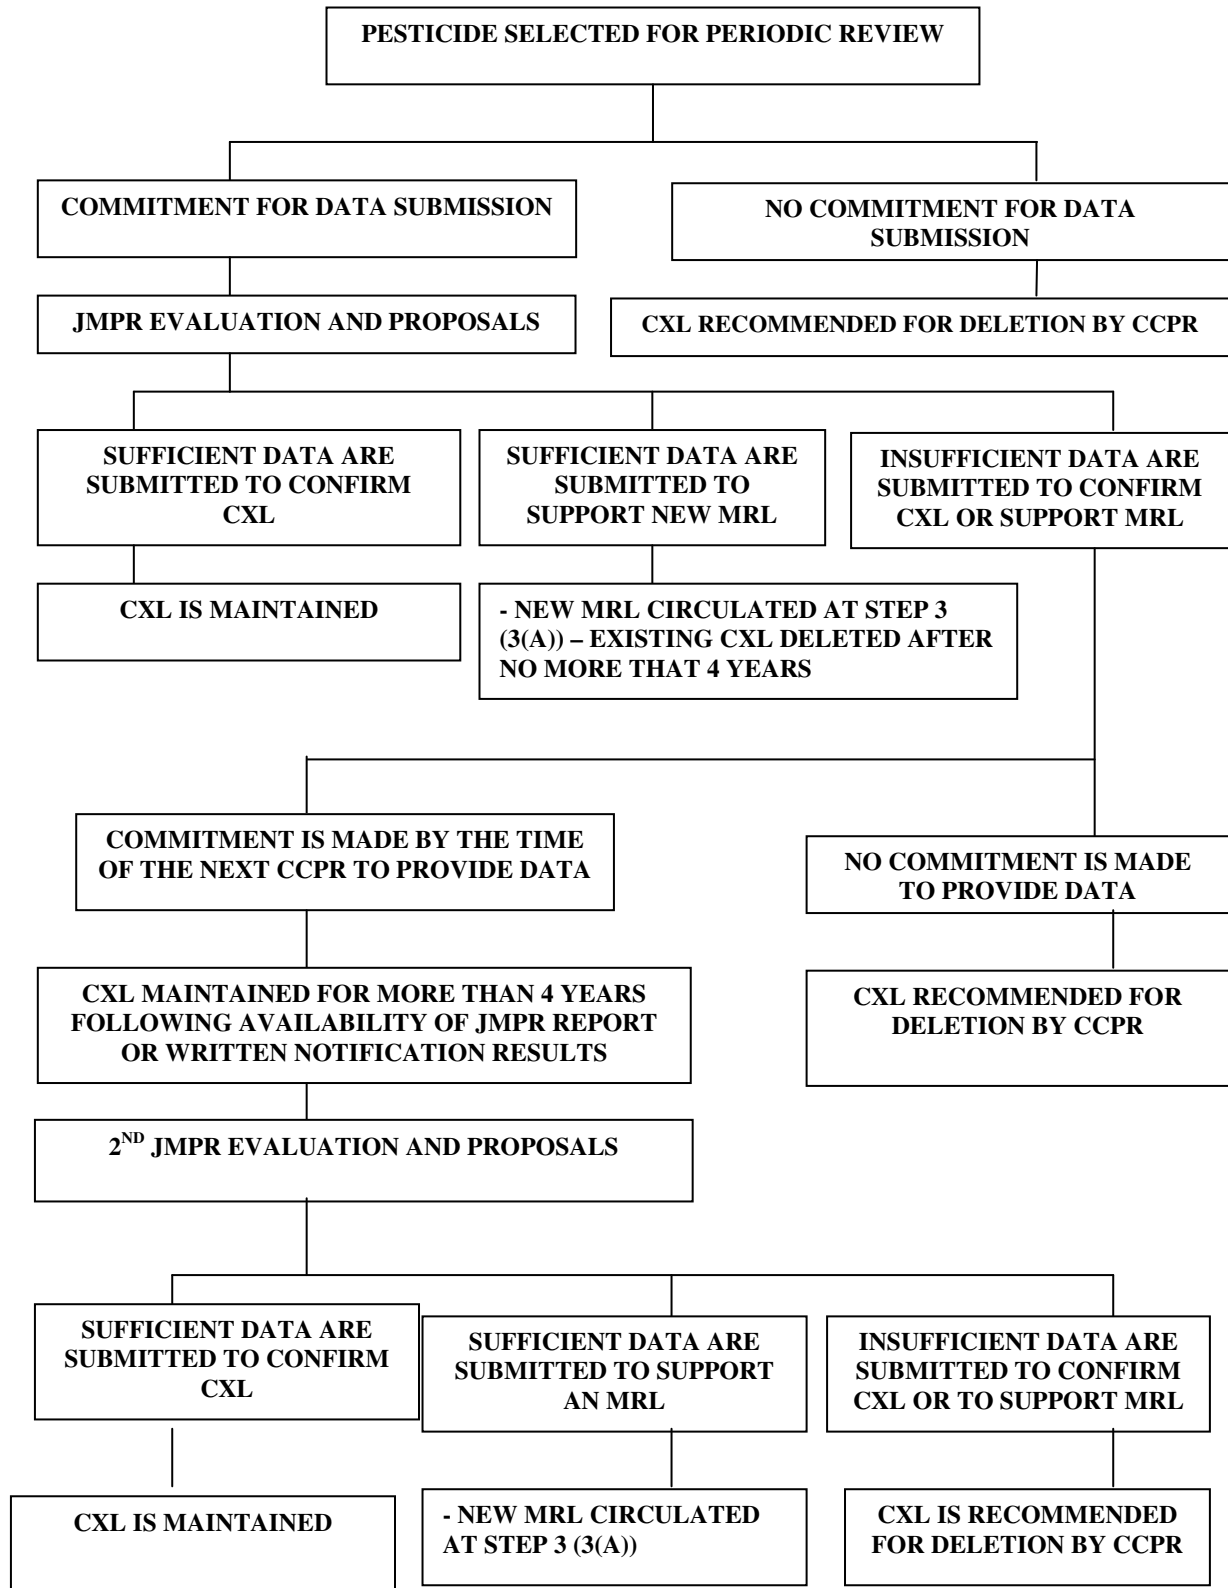 PESTICIDE SELECTED FOR PERIODIC REVIEW
COMMITMENT FOR DATA SUBMISSION
NO COMMITMENT FOR DATA
SUBMISSION
JMPR EVALUATION AND PROPOSALS
CXL RECOMMENDED FOR DELETION BY CCPR
SUFFICIENT DATA ARE
SUBMITTED TO CONFIRM
CXL
SUFFICIENT DATA ARE
SUBMITTED TO
SUPPORT NEW MRL
INSUFFICIENT DATA ARE
SUBMITTED TO CONFIRM
CXL OR SUPPORT MRL
CXL IS MAINTAINED
- NEW MRL CIRCULATED AT STEP 3
(3(A)) – EXISTING CXL DELETED AFTER
NO MORE THAT 4 YEARS
COMMITMENT IS MADE BY THE TIME
OF THE NEXT CCPR TO PROVIDE DATA
NO COMMITMENT IS MADE
TO PROVIDE DATA
CXL MAINTAINED FOR MORE THAN 4 YEARS
FOLLOWING AVAILABILITY OF JMPR REPORT
OR WRITTEN NOTIFICATION RESULTS
CXL RECOMMENDED FOR
DELETION BY CCPR
2ND JMPR EVALUATION AND PROPOSALS
SUFFICIENT DATA ARE
SUBMITTED TO CONFIRM
CXL
SUFFICIENT DATA ARE
SUBMITTED TO SUPPORT
AN MRL
INSUFFICIENT DATA ARE
SUBMITTED TO CONFIRM
CXL OR TO SUPPORT MRL
CXL IS MAINTAINED
- NEW MRL CIRCULATED
AT STEP 3 (3(A))
CXL IS RECOMMENDED
FOR DELETION BY CCPR